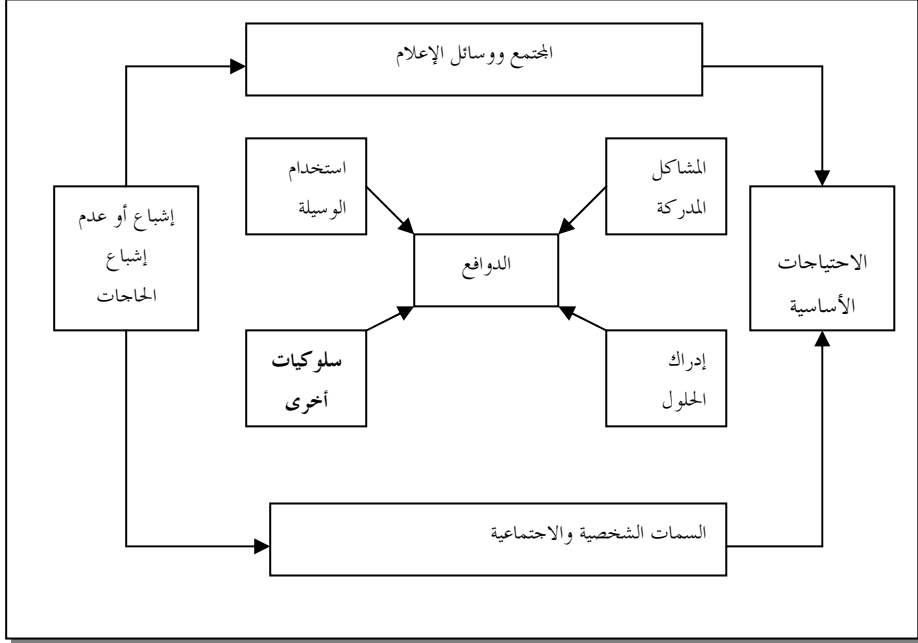 المجتمع ووسائل الإعلام
المشاكل
المدركة
استخدام
الوسيلة
الاحتياجات
الأساسية
الدوافع
إشباع أو عدم
إشباع
الحاجات
إدراك
الحلول
سلوكيات
أخرى
السمات الشخصية والاجتماعية